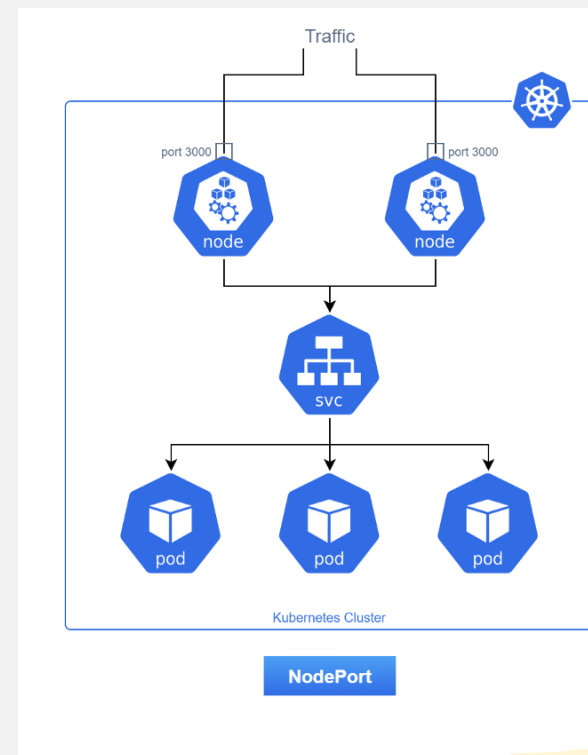 Traffic
port 3000
port 3000
node
node
svc
pod
pod
pod
Kubernetes Cluster
NodePort